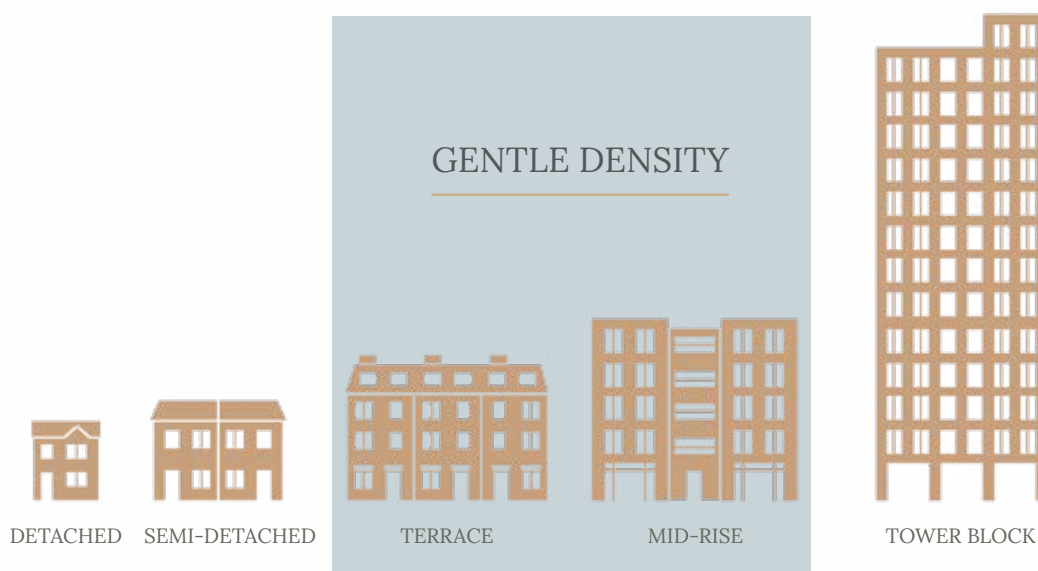 GENTLE DENSITY
DETACHED
SEMI-DETACHED
TERRACE
MID-RISE
TOWER BLOCK